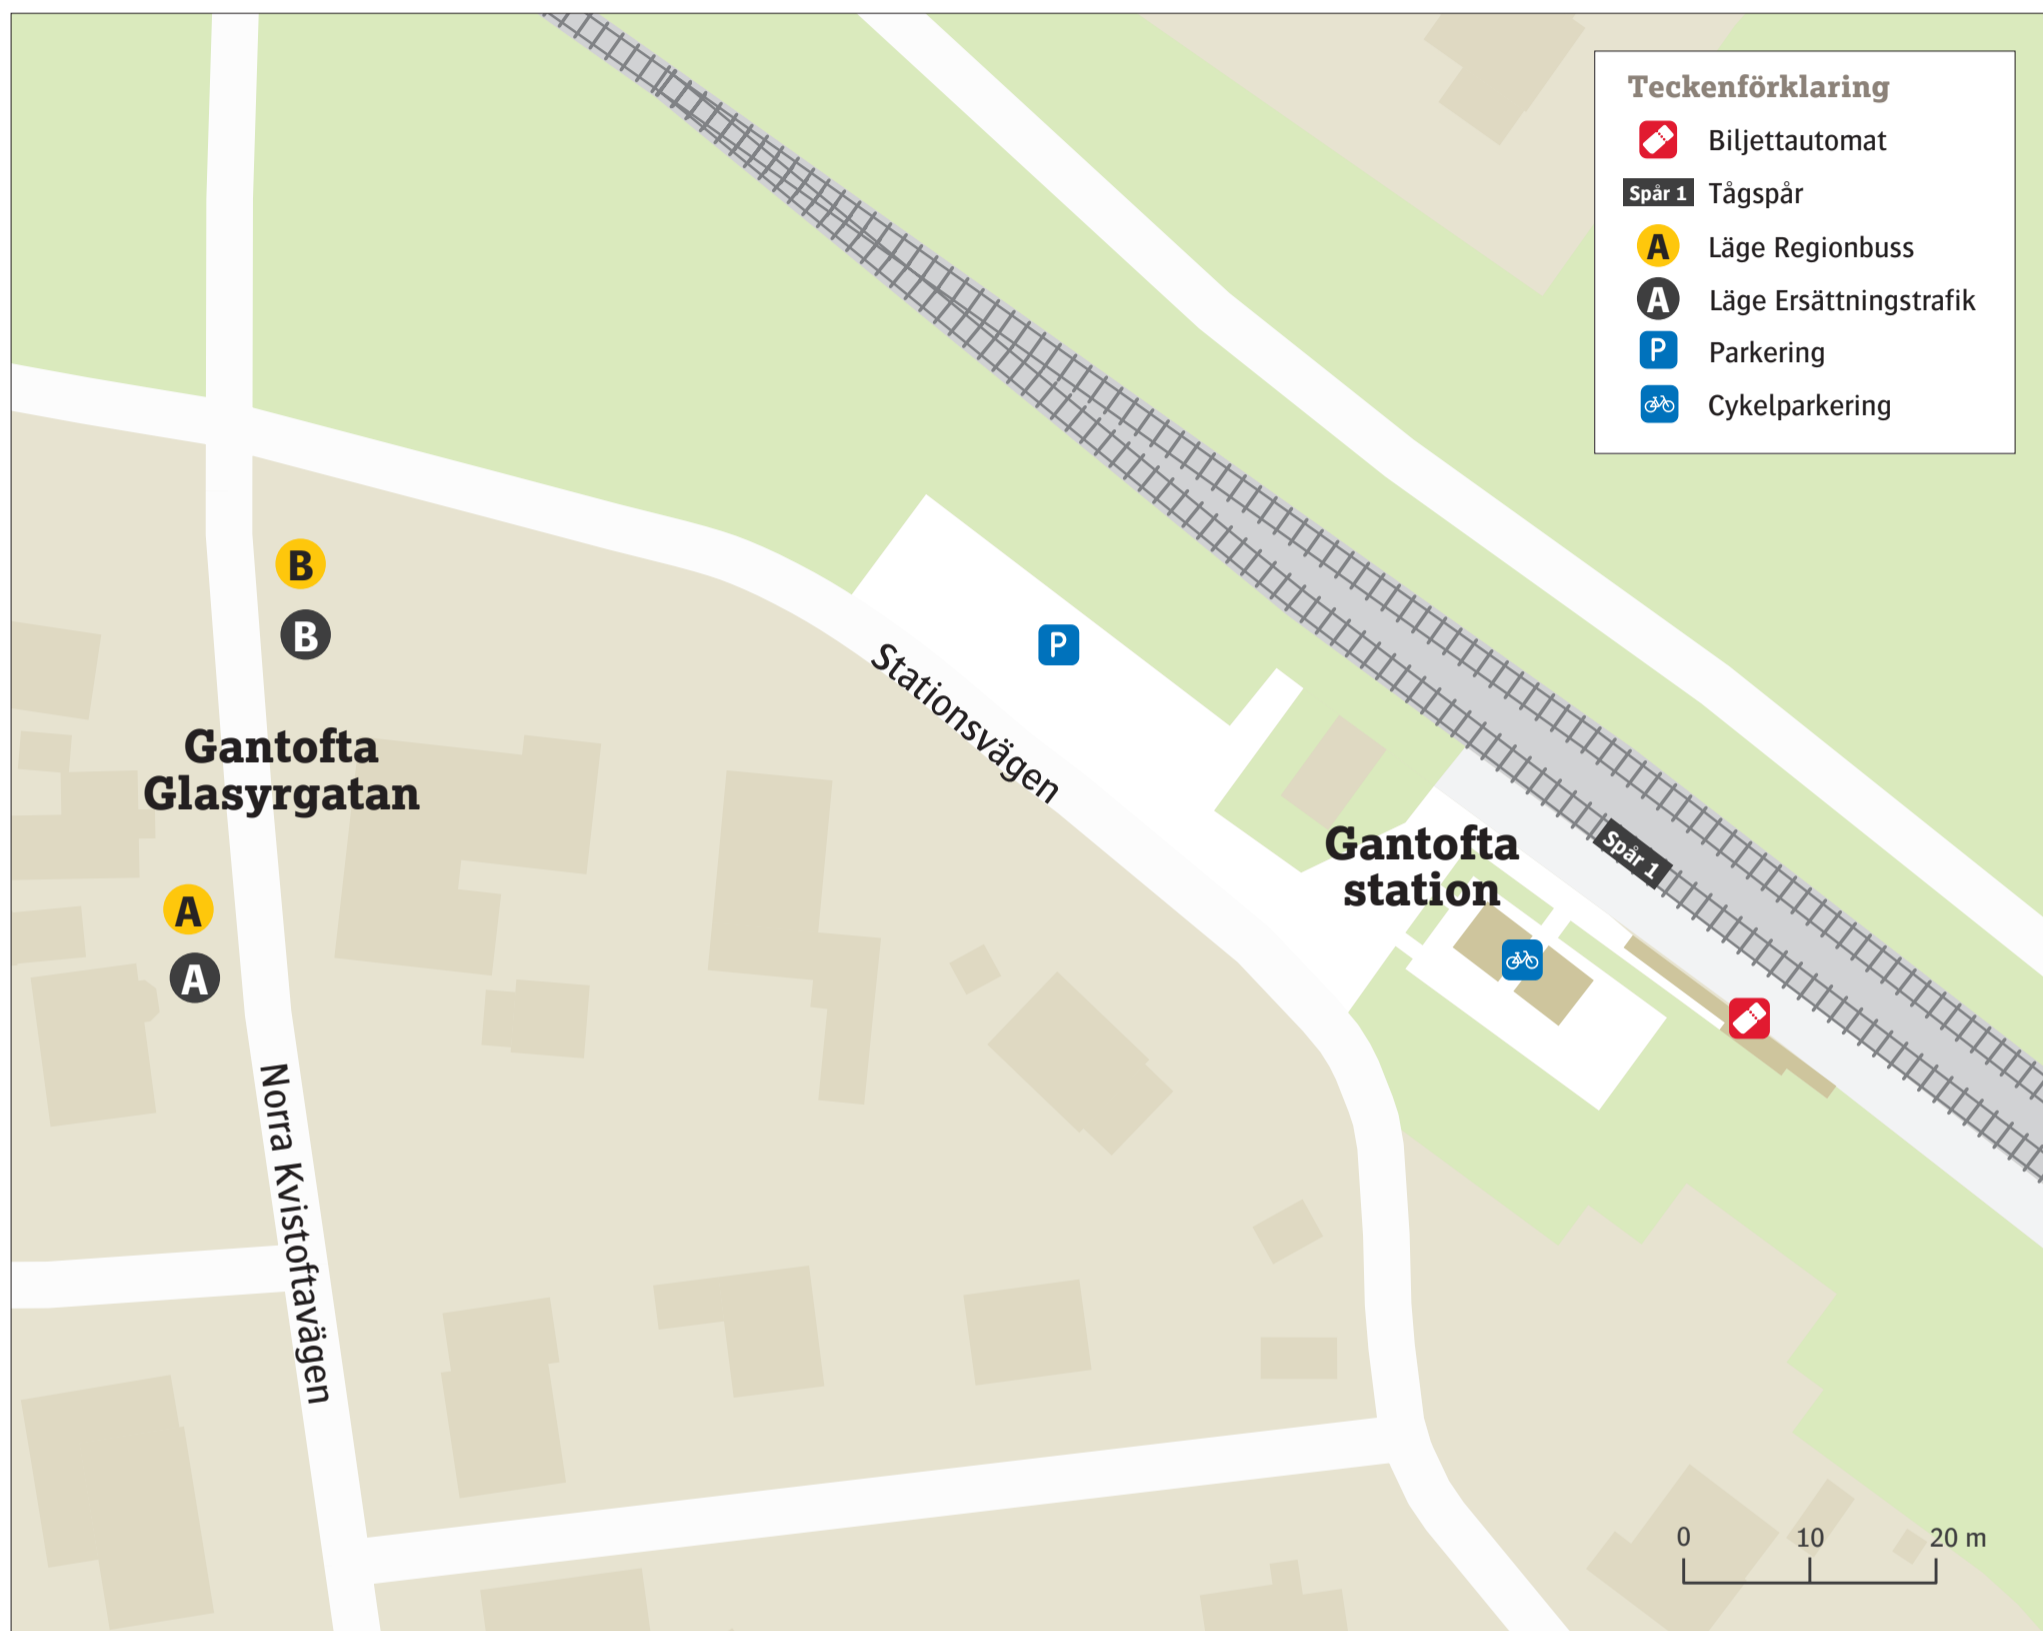 Teckenförklaring
Biljettautomat
Spår 1 Tågspår
A Läge Regionbuss
A Läge Ersättningstrafik
P Parkering
Cykelparkering
B
B
Stationsvägen
P
Gantofta
Glasyrgatan
Gantofta
station
Spår 1
A
A
Norra Kvistoftavägen
0 10 20 m